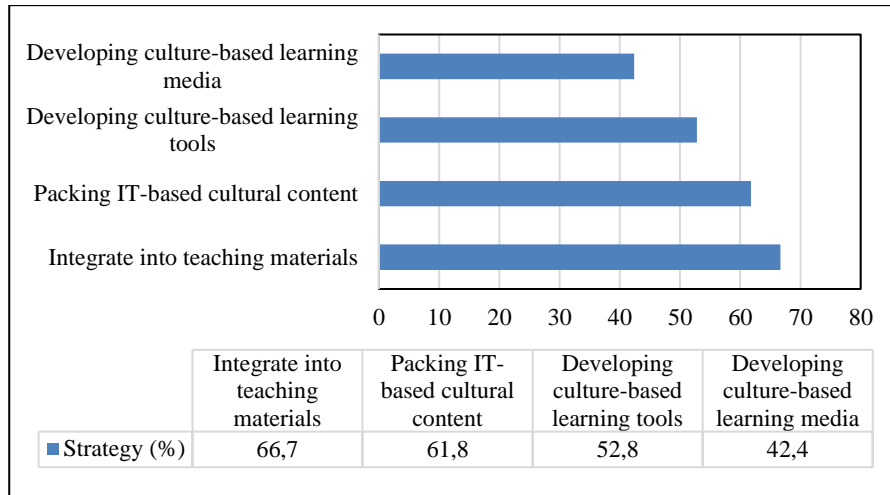 Developing culture-based learning
media
Developing culture-based learning
tools
Packing IT-based cultural content
Integrate into teaching materials
0 10 20 30 40 50 60 70 80
Integrate into
teaching
materials
Packing IT-
based cultural
content
Developing
culture-based
learning tools
Developing
culture-based
learning media
Strategy (%) 66,7 61,8 52,8 42,4